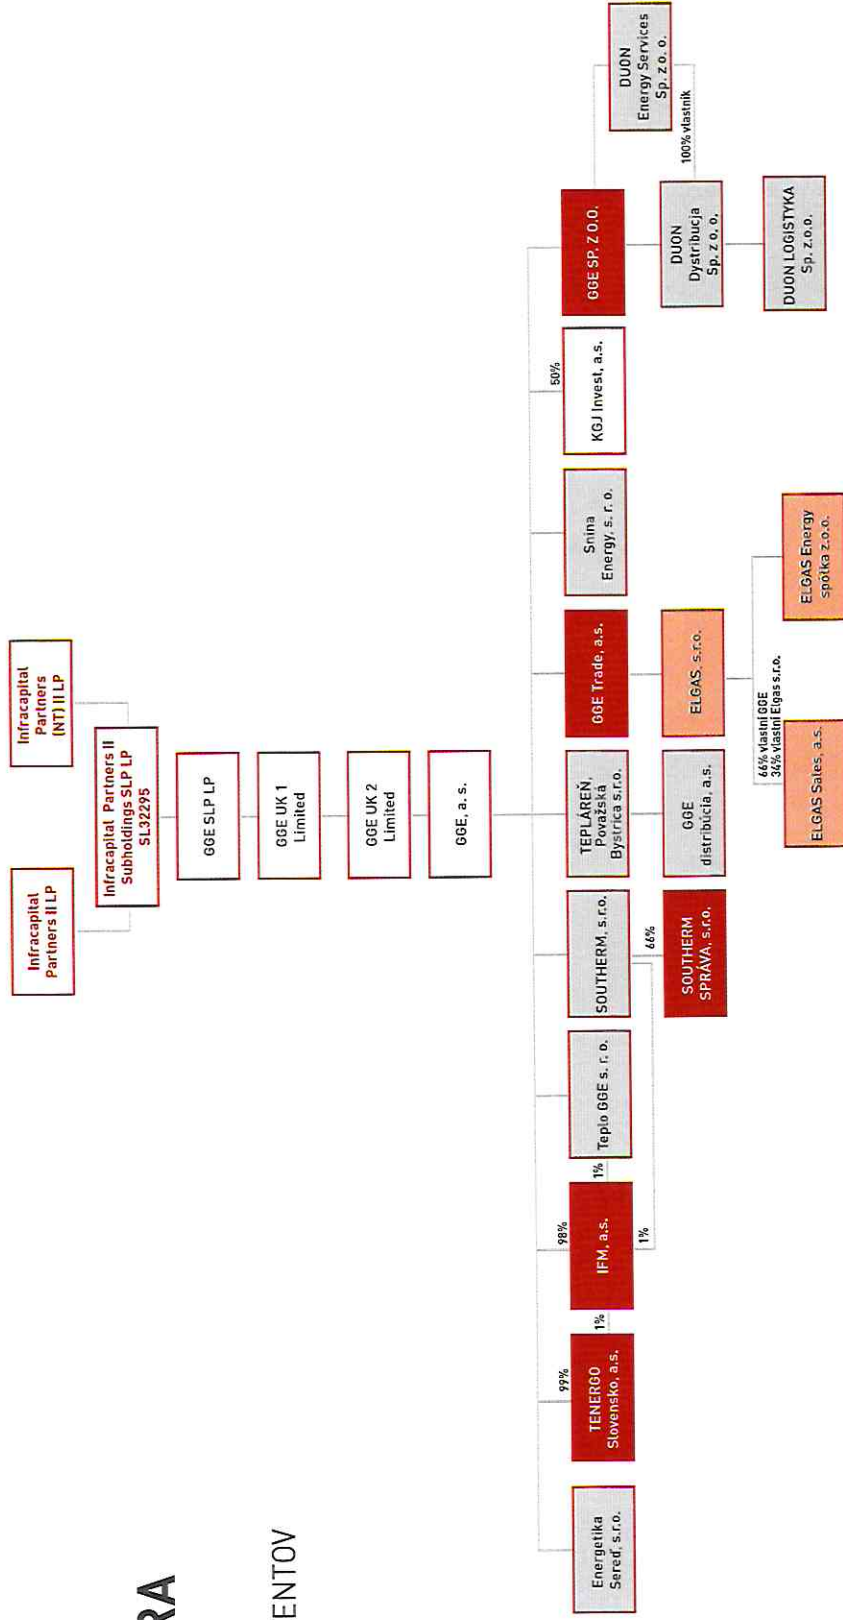 RA
ENTOV
Infracapital
Partners II LP
Infracapital
Partners
(NT) II LP
Infracapital Partners II
Subholdings SLP LP
SL32295
GGE SLP LP
GGE UK 1
Limited
GGE UK 2
Limited
GGE, a. s.
99%
98%
50%
Energetika
Sereď, s.r.o.
TENERGO
Slovensko, a.s.
1%
IFM, a.s.
1%
Teplo GGE s. r. o.
SOUTHERM, s.r.o.
TEPLÁREŇ,
Považská
Bystrica s.r.o.
GGE Trade, a.s.
Snina
Energy, s. r. o.
KGJ Invest, a.s.
GGE SP. Z O.O.
DUON
Energy Services
Sp. z o. o.
1%
66%
100% vlastník
SOUTHERM
SPRÁVA, s.r.o.
GGE
distribúcia, a.s.
ELGAS, s.r.o.
DUON
Dystribucja
Sp. z o. o.
66% vlastní GGE
34% vlastní Elgas s.r.o.
ELGAS Sales, a.s.
ELGAS Energy
spółka z.o.o.
DUON LOGISTYKA
Sp. z.o.o.